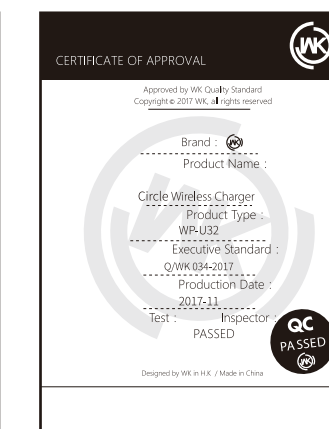 WK
CERTIFICATE OF APPROVAL
Approved by WK Quality Standard
Copyright © 2017 WK, all rights reserved
Brand : WK
Product Name :
Circle Wireless Charger
Product Type :
WP-U32
Executive Standard :
Q/WK 034-2017
Production Date :
2017-11
Test : Inspector :
PASSED
QC
PASSED
WK
Designed by WK in H.K. / Made in China